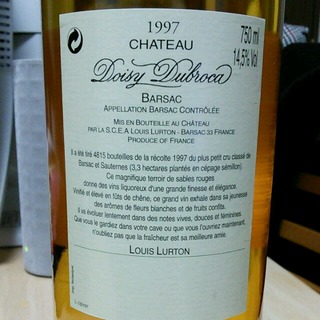 1997
CHATEAU
Doisy Dubroca
750 ml
14,5% Vol
BARSAC
APPELLATION BARSAC CONTRÔLÉE
MIS EN BOUTEILLE AU CHÂTEAU
PAR LA S.C.E.A LOUIS LURTON - BARSAC 33 FRANCE
PRODUCE OF FRANCE
Il a été tiré 4815 bouteilles de la récolte 1997 du plus petit cru classé de
Barsac et Sauternes (3,3 hectares plantés en cépage sémillon).
Ce magnifique terroir de sables rouges
donne des vins liquoreux d'une grande finesse et élégance.
Vinifié et élevé en fûts de chêne, ce grand vin exhale dans sa jeunesse
des arômes de fleurs blanches et de fruits confits.
Il va évoluer lentement dans des notes vives, douces et féminines.
Que vous le gardiez dans votre cave ou que vous l'ouvriez maintenant,
n'oubliez pas que la fraîcheur est sa meilleure amie.
LOUIS LURTON